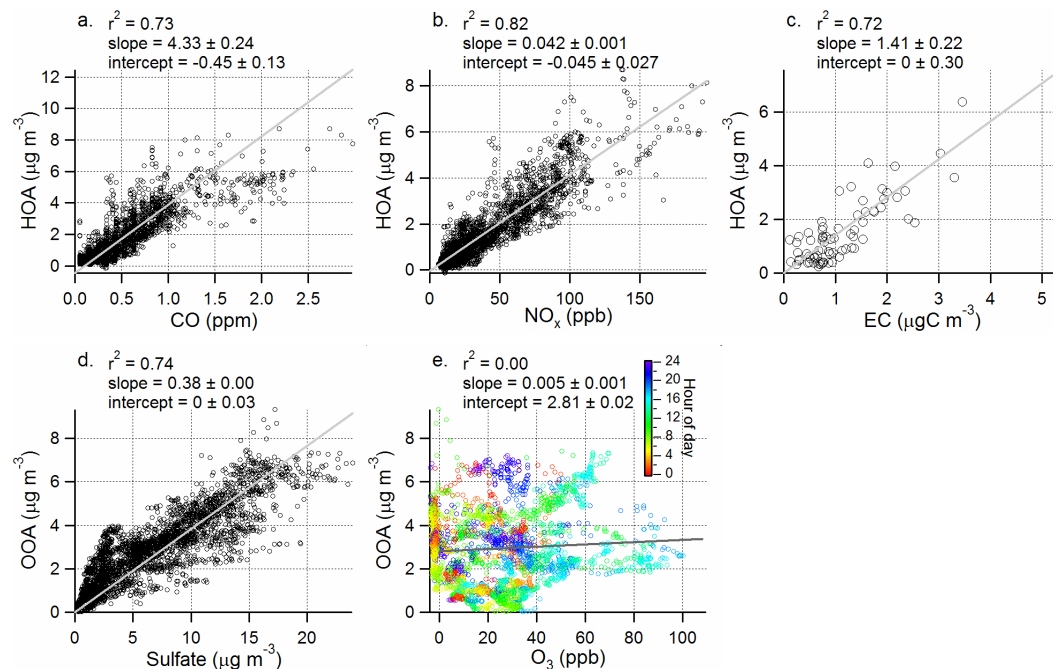 a.
r² = 0.73
slope = 4.33 ± 0.24
intercept = -0.45 ± 0.13
12
10
8
6
4
2
0
HOA (µg m⁻³)
0.0 0.5 1.0 1.5 2.0 2.5
CO (ppm)
b.
r² = 0.82
slope = 0.042 ± 0.001
intercept = -0.045 ± 0.027
8
6
4
2
0
HOA (µg m⁻³)
0 50 100 150
NOₓ (ppb)
c.
r² = 0.72
slope = 1.41 ± 0.22
intercept = 0 ± 0.30
6
4
2
0
HOA (µg m⁻³)
0 1 2 3 4 5
EC (µgC m⁻³)
d.
r² = 0.74
slope = 0.38 ± 0.00
intercept = 0 ± 0.03
8
6
4
2
0
OOA (µg m⁻³)
0 5 10 15 20
Sulfate (µg m⁻³)
e.
r² = 0.00
slope = 0.005 ± 0.001
intercept = 2.81 ± 0.02
24
20
16
12
8
4
0
Hour of day
8
6
4
2
0
OOA (µg m⁻³)
0 20 40 60 80 100
O₃ (ppb)